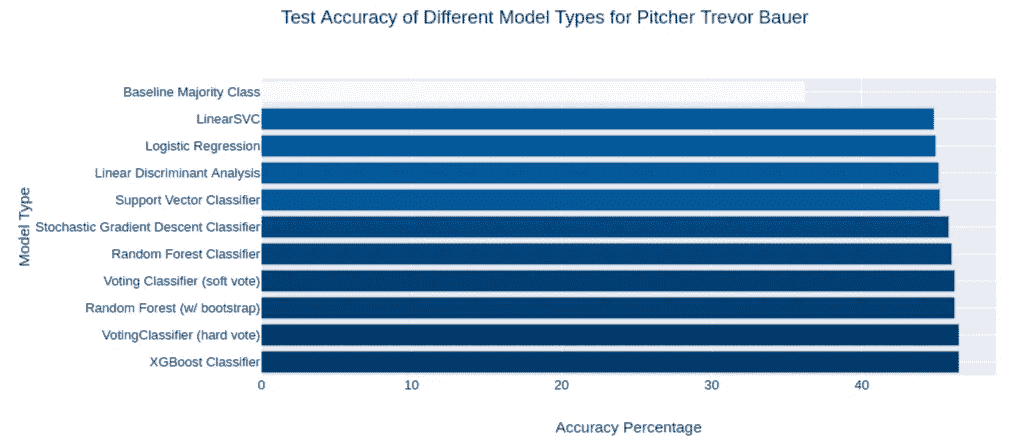 Test Accuracy of Different Model Types for Pitcher Trevor Bauer
Model Type
Baseline Majority Class
LinearSVC
Logistic Regression
Linear Discriminant Analysis
Support Vector Classifier
Stochastic Gradient Descent Classifier
Random Forest Classifier
Voting Classifier (soft vote)
Random Forest (w/ bootstrap)
VotingClassifier (hard vote)
XGBoost Classifier
0 10 20 30 40
Accuracy Percentage